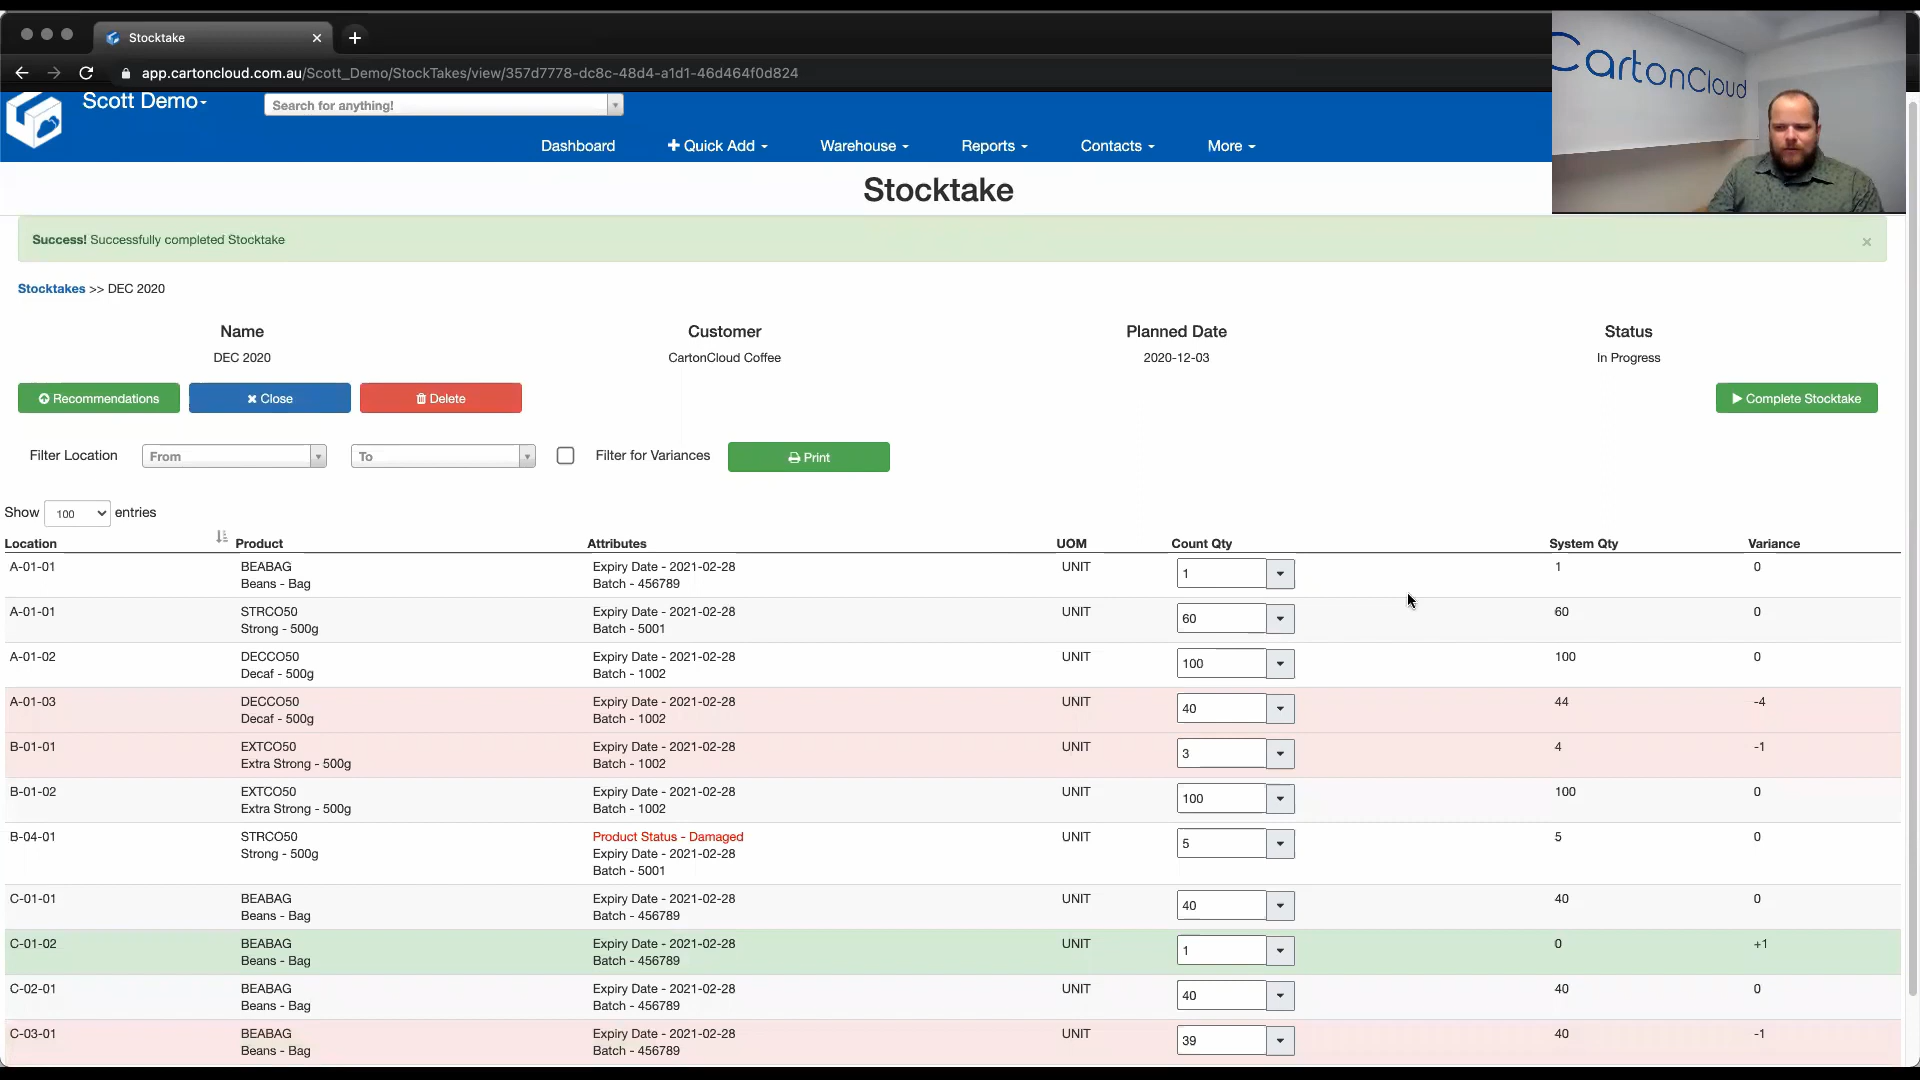 Stocktake
app.cartoncloud.com.au/Scott_Demo/StockTakes/view/357d7778-dc8c-48d4-a1d1-46d464f0d824
CartonCloud
Scott Demo
Search for anything!
Dashboard Quick Add Warehouse Reports Contacts More
Stocktake
Success! Successfully completed Stocktake
×
Stocktakes >> DEC 2020
Name Customer Planned Date Status
DEC 2020 CartonCloud Coffee 2020-12-03 In Progress
Recommendations Close Delete Complete Stocktake
Filter Location From To Filter for Variances Print
Show 100 entries
Location Product Attributes UOM Count Qty System Qty Variance
A-01-01 BEABAG Expiry Date - 2021-02-28 UNIT 1 1 0
Beans - Bag Batch - 456789
A-01-01 STRCO50 Expiry Date - 2021-02-28 UNIT 60 60 0
Strong - 500g Batch - 5001
A-01-02 DECCO50 Expiry Date - 2021-02-28 UNIT 100 100 0
Decaf - 500g Batch - 1002
A-01-03 DECCO50 Expiry Date - 2021-02-28 UNIT 40 44 -4
Decaf - 500g Batch - 1002
B-01-01 EXTCO50 Expiry Date - 2021-02-28 UNIT 3 4 -1
Extra Strong - 500g Batch - 1002
B-01-02 EXTCO50 Expiry Date - 2021-02-28 UNIT 100 100 0
Extra Strong - 500g Batch - 1002
B-04-01 STRCO50 Product Status - Damaged UNIT 5 5 0
Strong - 500g Expiry Date - 2021-02-28
Batch - 5001
C-01-01 BEABAG Expiry Date - 2021-02-28 UNIT 40 40 0
Beans - Bag Batch - 456789
C-01-02 BEABAG Expiry Date - 2021-02-28 UNIT 1 0 +1
Beans - Bag Batch - 456789
C-02-01 BEABAG Expiry Date - 2021-02-28 UNIT 40 40 0
Beans - Bag Batch - 456789
C-03-01 BEABAG Expiry Date - 2021-02-28 UNIT 39 40 -1
Beans - Bag Batch - 456789